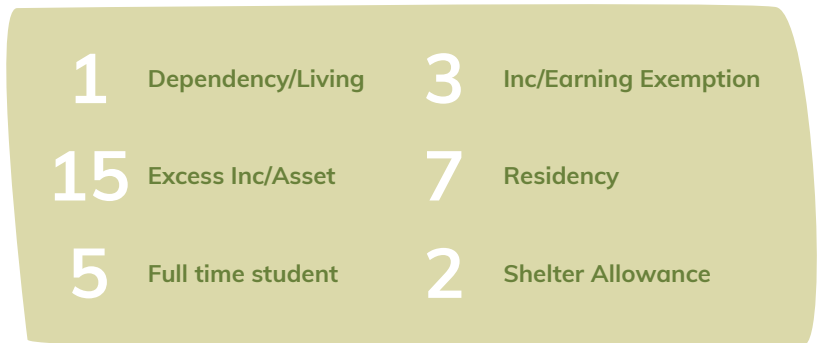 1 Dependency/Living
3 Inc/Earning Exemption
15 Excess Inc/Asset
7 Residency
5 Full time student
2 Shelter Allowance